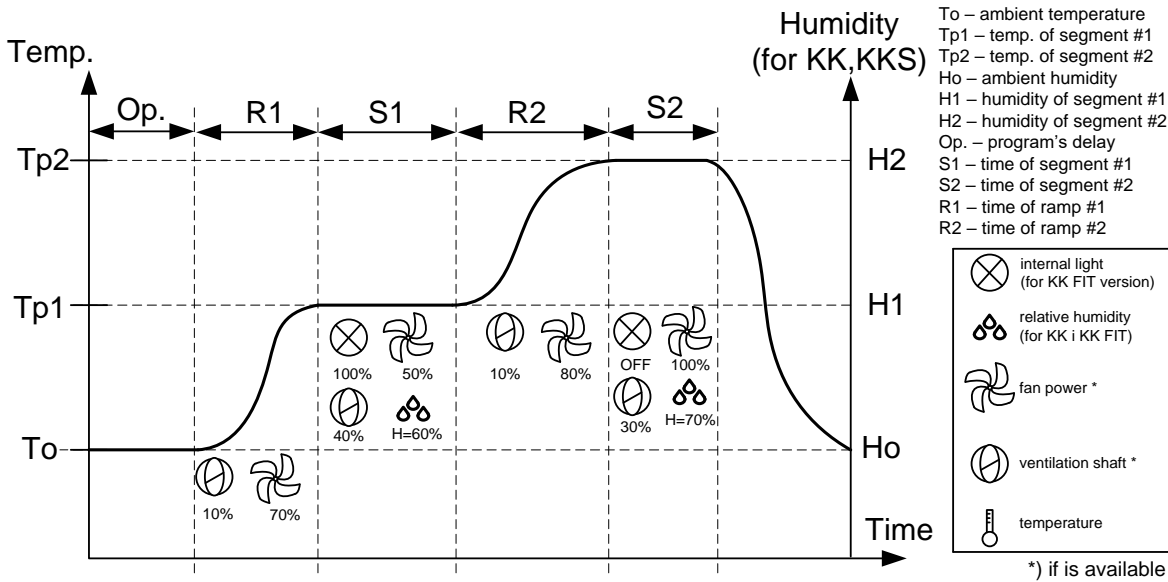 Temp.
Humidity
(for KK,KKS)
Op.
R1
S1
R2
S2
Tp2
H2
Tp1
H1
100%
50%
40%
H=60%
10%
80%
OFF
100%
30%
H=70%
To
Ho
10%
70%
Time
To – ambient temperature
Tp1 – temp. of segment #1
Tp2 – temp. of segment #2
Ho – ambient humidity
H1 – humidity of segment #1
H2 – humidity of segment #2
Op. – program's delay
S1 – time of segment #1
S2 – time of segment #2
R1 – time of ramp #1
R2 – time of ramp #2
internal light
(for KK FIT version)
relative humidity
(for KK i KK FIT)
fan power *
ventilation shaft *
temperature
*) if is available